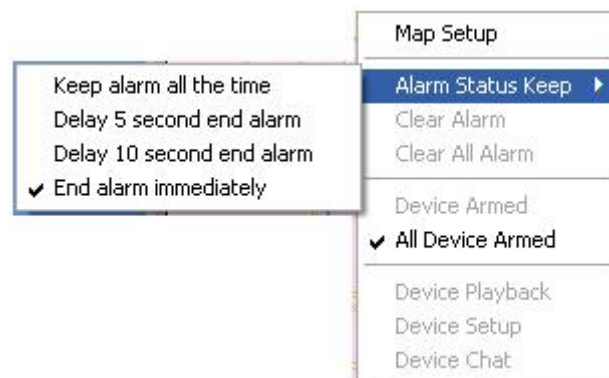 Map Setup
Alarm Status Keep
Clear Alarm
Clear All Alarm
Device Armed
All Device Armed
Device Playback
Device Setup
Device Chat
Keep alarm all the time
Delay 5 second end alarm
Delay 10 second end alarm
End alarm immediately